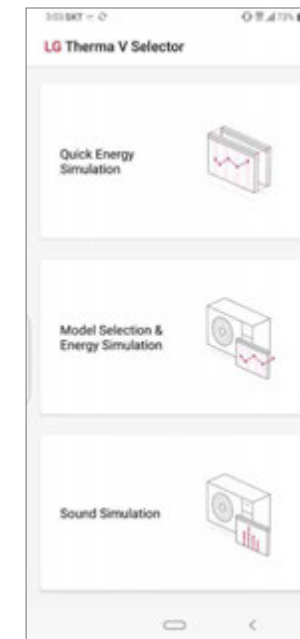 LG Therma V Selector
Quick Energy
Simulation
Model Selection &
Energy Simulation
Sound Simulation